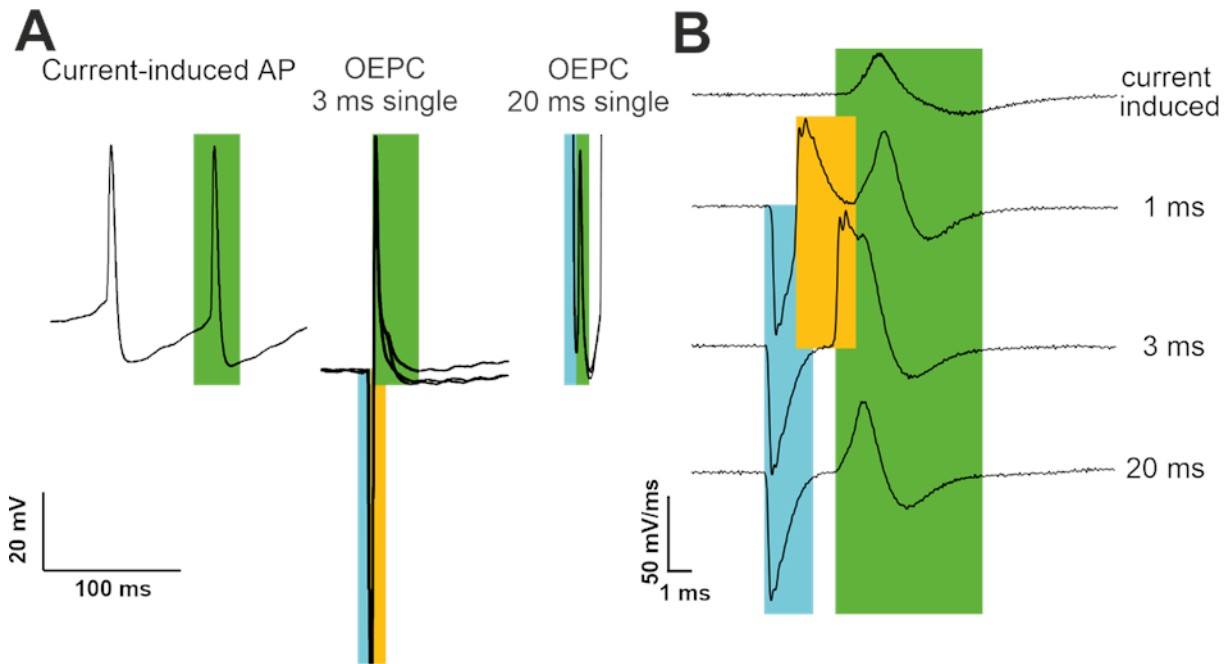 A
Current-induced AP
OEPC
3 ms single
OEPC
20 ms single
20 mV
100 ms
B
current
induced
1 ms
3 ms
20 ms
50 mV/ms
1 ms